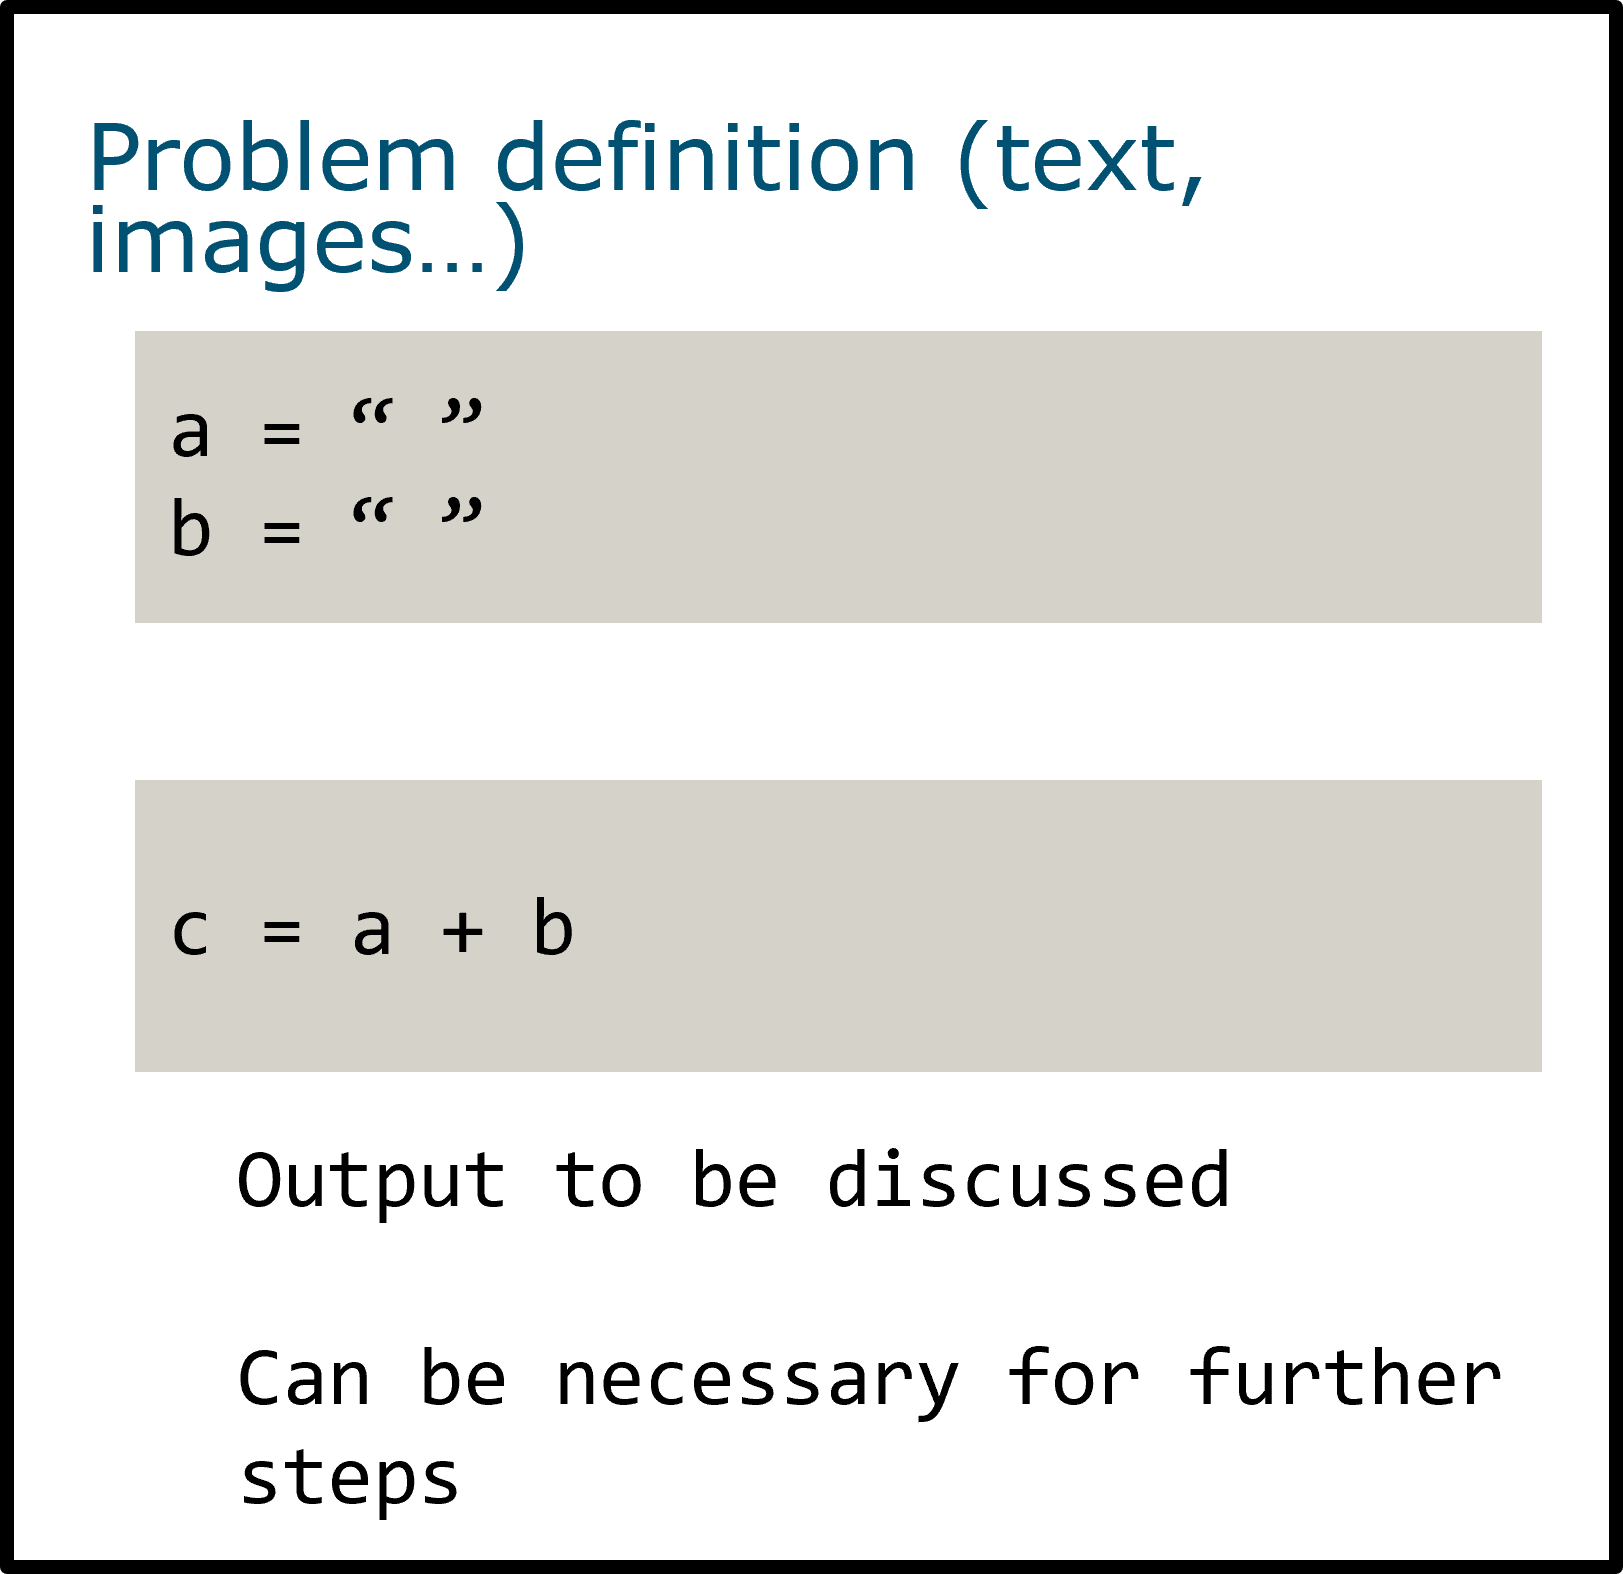 Problem definition (text,
images…)
a = “ ”
b = “ ”
c = a + b
Output to be discussed
Can be necessary for further
steps